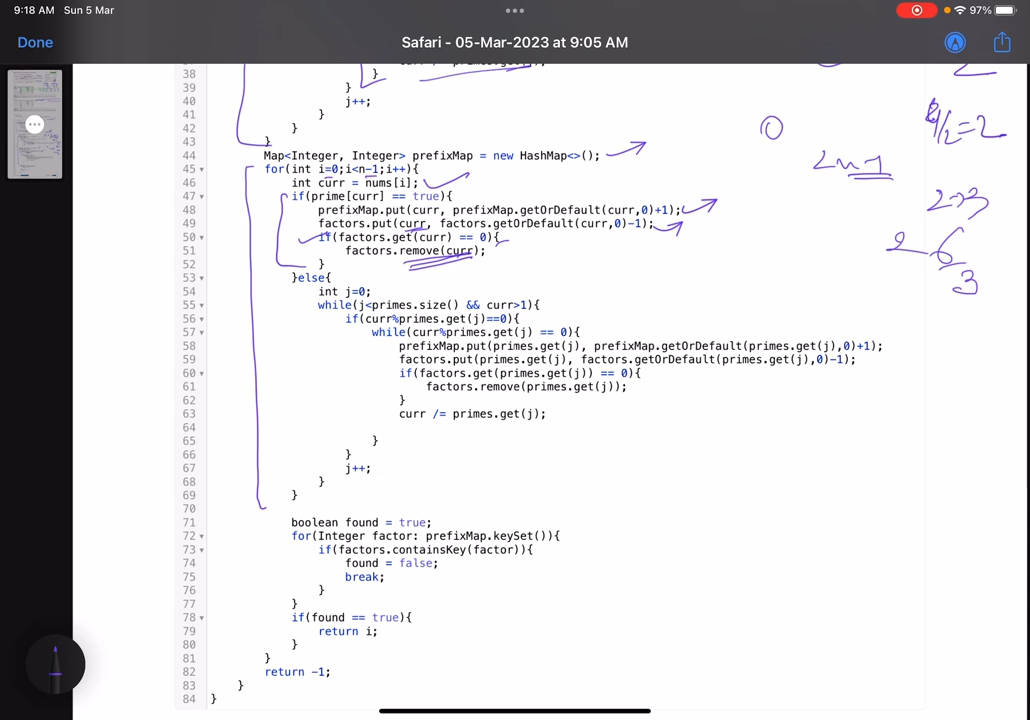 9:18 AM Sun 5 Mar
97%
Done
Safari - 05-Mar-2023 at 9:05 AM
38 }
39 }
40 j++;
41 }
42 }
43 }
44 Map<Integer, Integer> prefixMap = new HashMap<>();
45 for(int i=0;i<n-1;i++){
46 int curr = nums[i];
47 if(prime[curr] == true){
48 prefixMap.put(curr, prefixMap.getOrDefault(curr,0)+1);
49 factors.put(curr, factors.getOrDefault(curr,0)-1);
50 if(factors.get(curr) == 0){
51 factors.remove(curr);
52 }
53 }else{
54 int j=0;
55 while(j<primes.size() && curr>1){
56 if(curr%primes.get(j)==0){
57 while(curr%primes.get(j) == 0){
58 prefixMap.put(primes.get(j), prefixMap.getOrDefault(primes.get(j),0)+1);
59 factors.put(primes.get(j), factors.getOrDefault(primes.get(j),0)-1);
60 if(factors.get(primes.get(j)) == 0){
61 factors.remove(primes.get(j));
62 }
63 curr /= primes.get(j);
64
65 }
66 }
67 j++;
68 }
69 }
70
71 boolean found = true;
72 for(Integer factor: prefixMap.keySet()){
73 if(factors.containsKey(factor)){
74 found = false;
75 break;
76 }
77 }
78 if(found == true){
79 return i;
80 }
81 }
82 return -1;
83 }
84 }
2
0
/2=2
<n-1
2->3
2 6
3